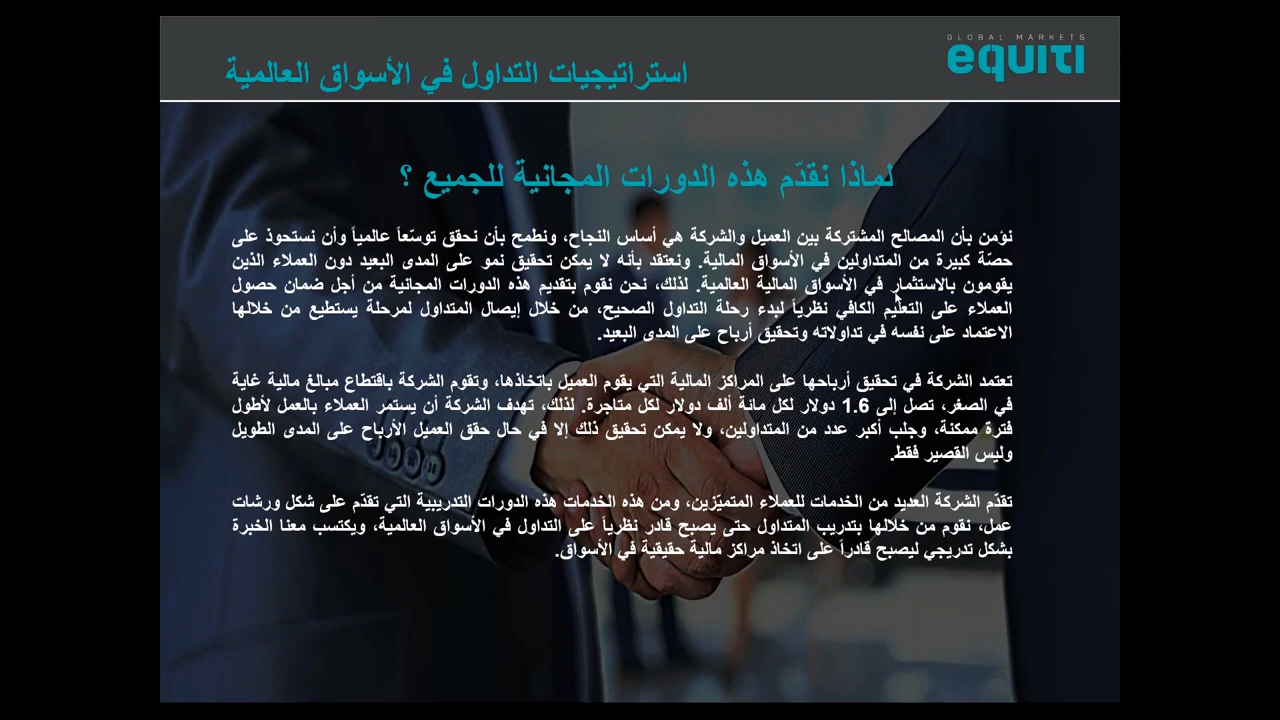 GLOBAL MARKETS
equiti
استراتيجيات التداول في الأسواق العالمية
لماذا نقدّم هذه الدورات المجانية للجميع ؟
نؤمن بأن المصالح المشتركة بين العميل والشركة هي أساس النجاح، ونطمح بأن نحقق توسّعاً عالمياً وأن نستحوذ على
حصّة كبيرة من المتداولين في الأسواق المالية. ونعتقد بأنه لا يمكن تحقيق نمو على المدى البعيد دون العملاء الذين
يقومون بالاستثمار في الأسواق المالية العالمية. لذلك، نحن نقوم بتقديم هذه الدورات المجانية من أجل ضمان حصول
العملاء على التعليم الكافي نظرياً لبدء رحلة التداول الصحيح، من خلال إيصال المتداول لمرحلة يستطيع من خلالها
الاعتماد على نفسه في تداولاته وتحقيق أرباح على المدى البعيد.
تعتمد الشركة في تحقيق أرباحها على المراكز المالية التي يقوم العميل باتخاذها، وتقوم الشركة باقتطاع مبالغ مالية غاية
في الصغر، تصل إلى 1.6 دولار لكل مائة ألف دولار لكل متاجرة. لذلك، تهدف الشركة أن يستمر العملاء بالعمل لأطول
فترة ممكنة، وجلب أكبر عدد من المتداولين، ولا يمكن تحقيق ذلك إلا في حال حقق العميل الأرباح على المدى الطويل
وليس القصير فقط.
تقدّم الشركة العديد من الخدمات للعملاء المتميّزين، ومن هذه الخدمات هذه الدورات التدريبية التي تقدّم على شكل ورشات
عمل، نقوم من خلالها بتدريب المتداول حتى يصبح قادر نظرياً على التداول في الأسواق العالمية، ويكتسب معنا الخبرة
بشكل تدريجي ليصبح قادراً على اتخاذ مراكز مالية حقيقية في الأسواق.